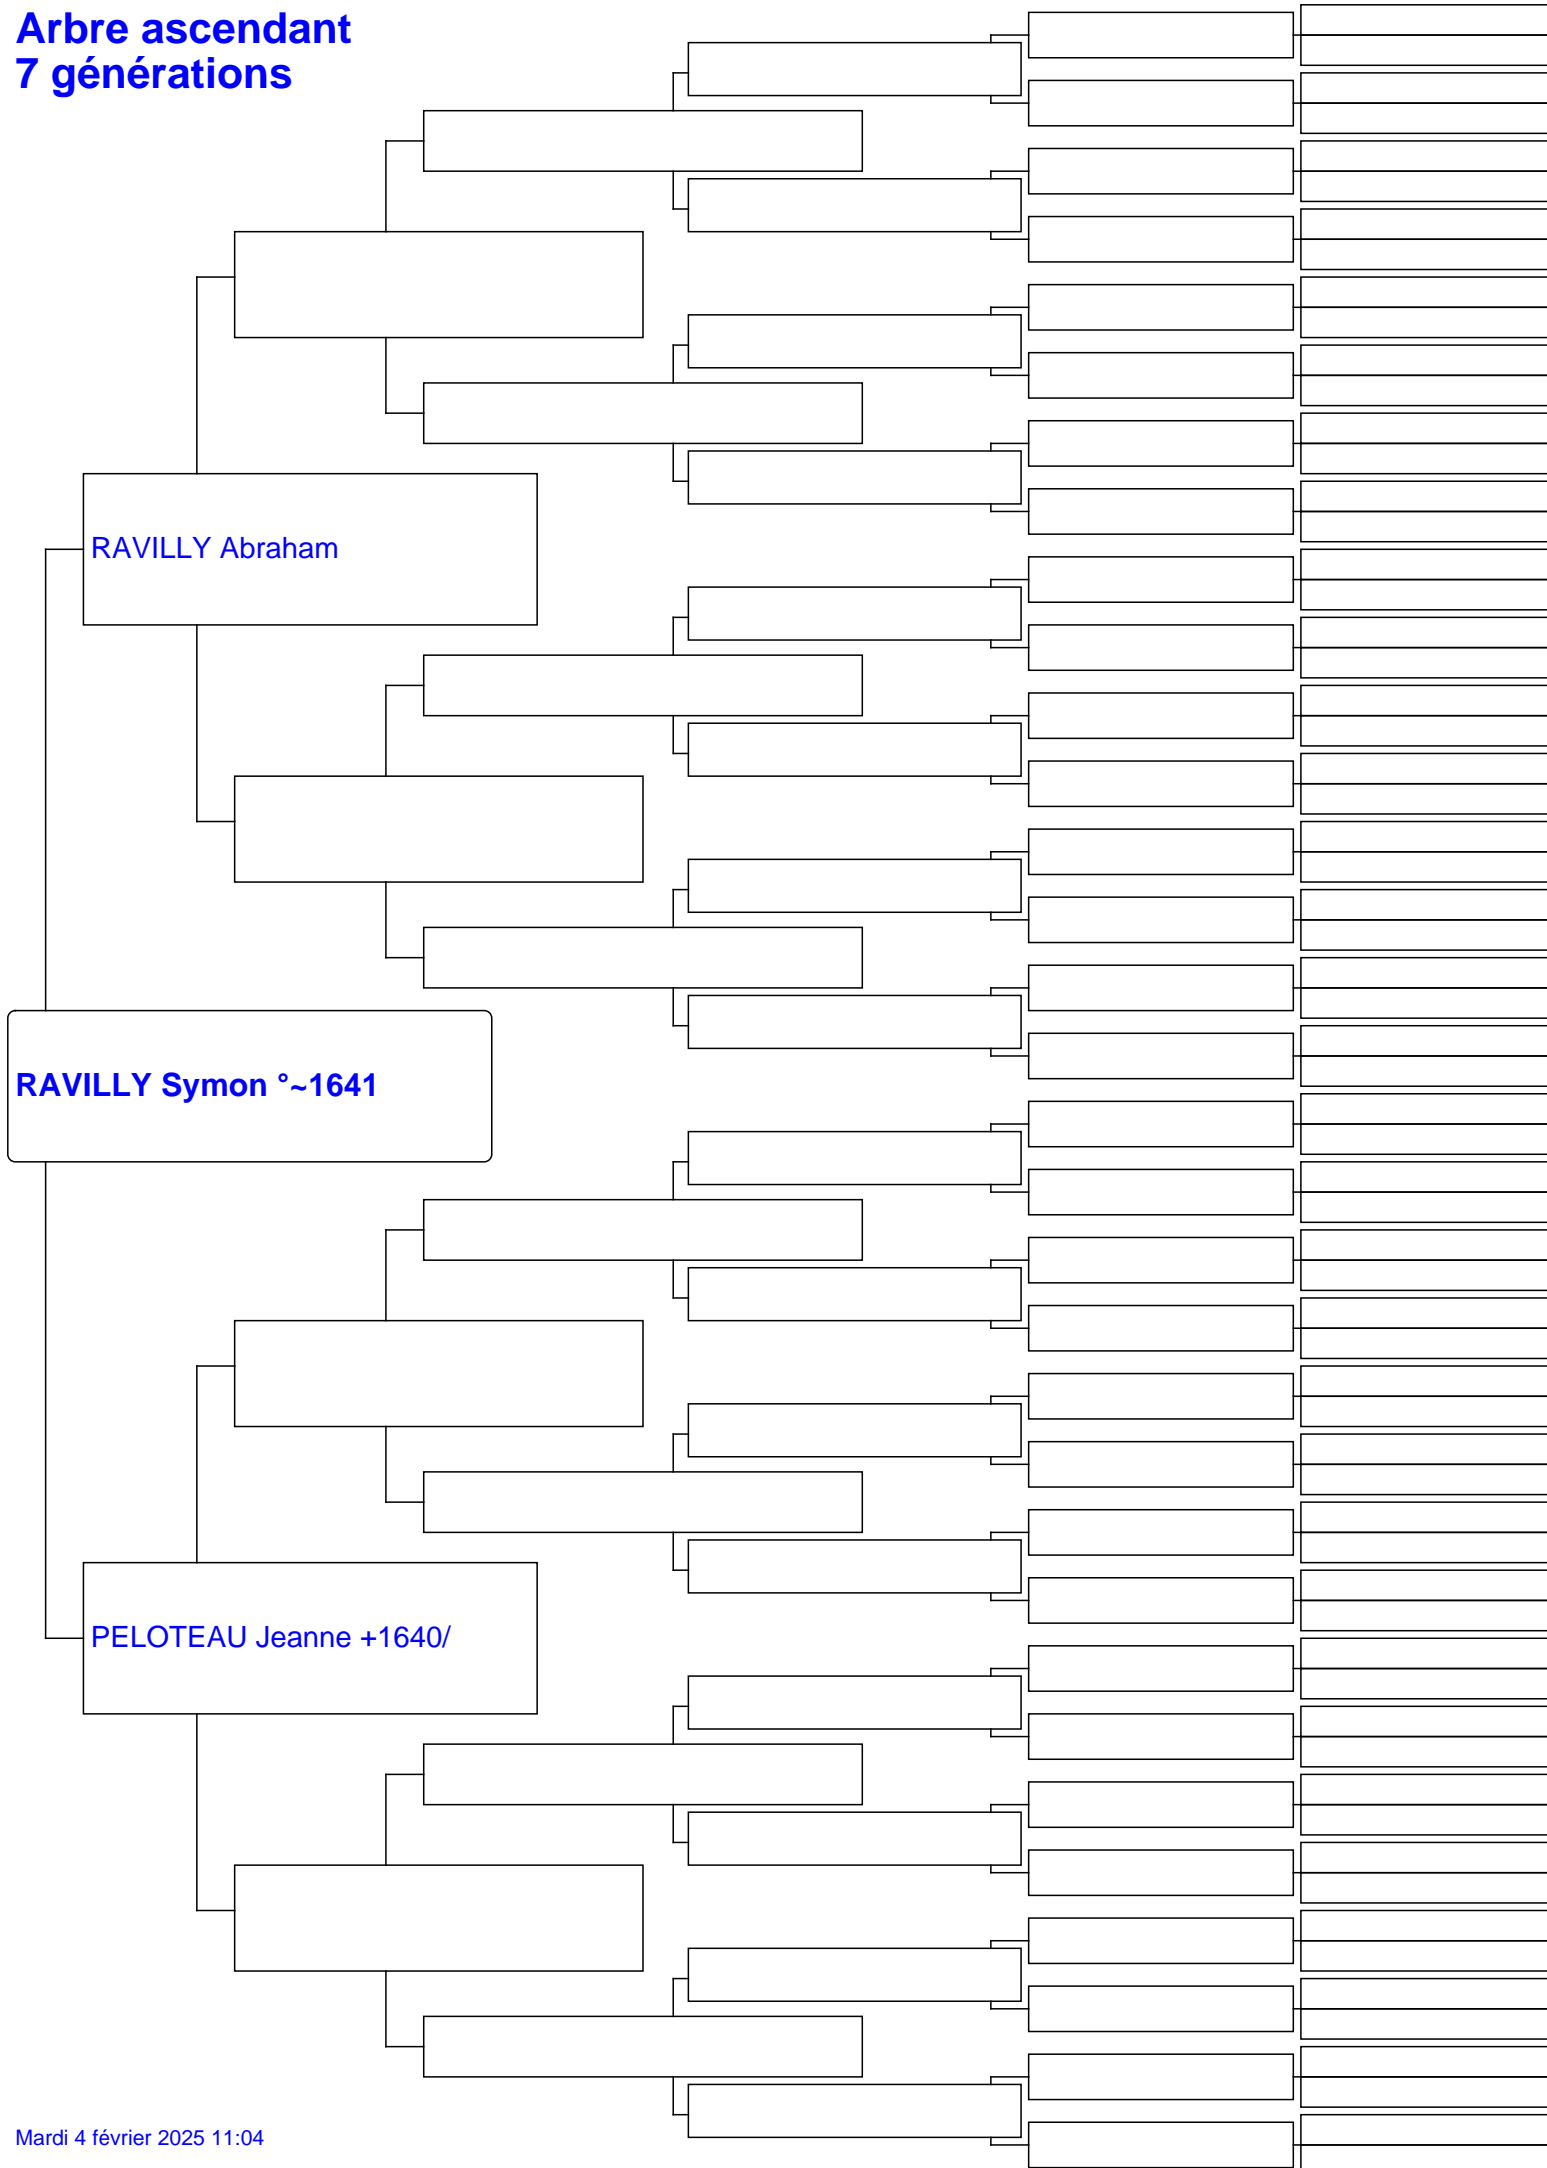 Arbre ascendant
7 générations
RAVILLY Abraham
RAVILLY Symon °~1641
PELOTEAU Jeanne +1640/
Mardi 4 février 2025 11:04